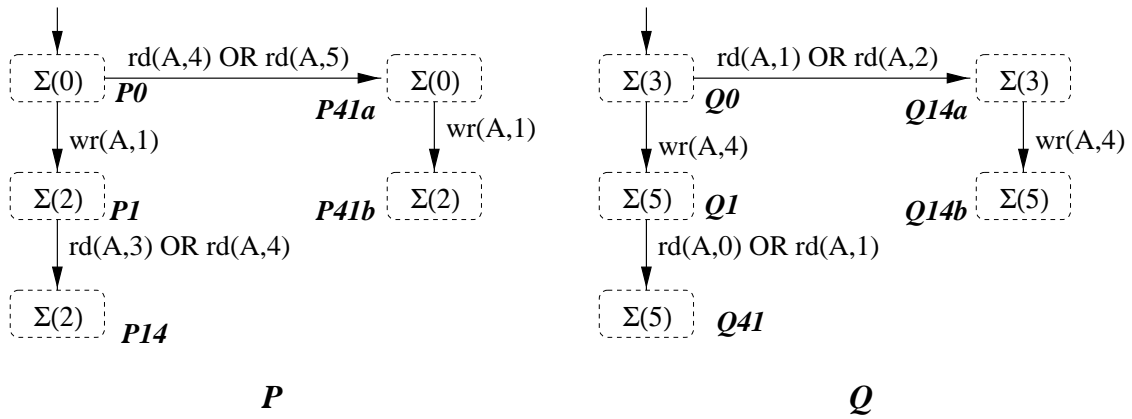 rd(A,4) OR rd(A,5) rd(A,1) OR rd(A,2)
Σ(0) Σ(0) Σ(3) Σ(3)
P0 P41a Q0 Q14a
wr(A,1) wr(A,1) wr(A,4) wr(A,4)
Σ(2) Σ(2) Σ(5) Σ(5)
P1 P41b Q1 Q14b
rd(A,3) OR rd(A,4) rd(A,0) OR rd(A,1)
Σ(2) Σ(5)
P14 Q41
P Q